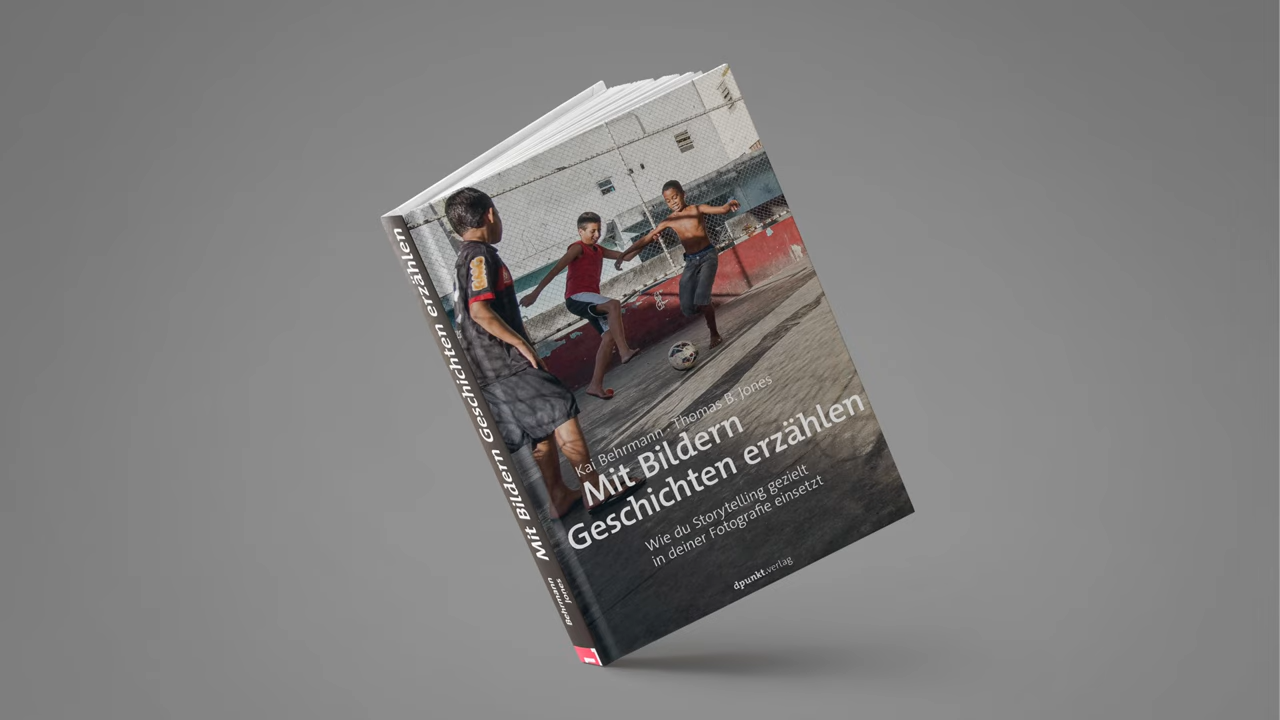 Kai Behrmann · Thomas B. Jones
Mit Bildern
Geschichten erzählen
Wie du Storytelling gezielt
in deiner Fotografie einsetzt
dpunkt.verlag
Mit Bildern Geschichten erzählen
Behrmann
Jones